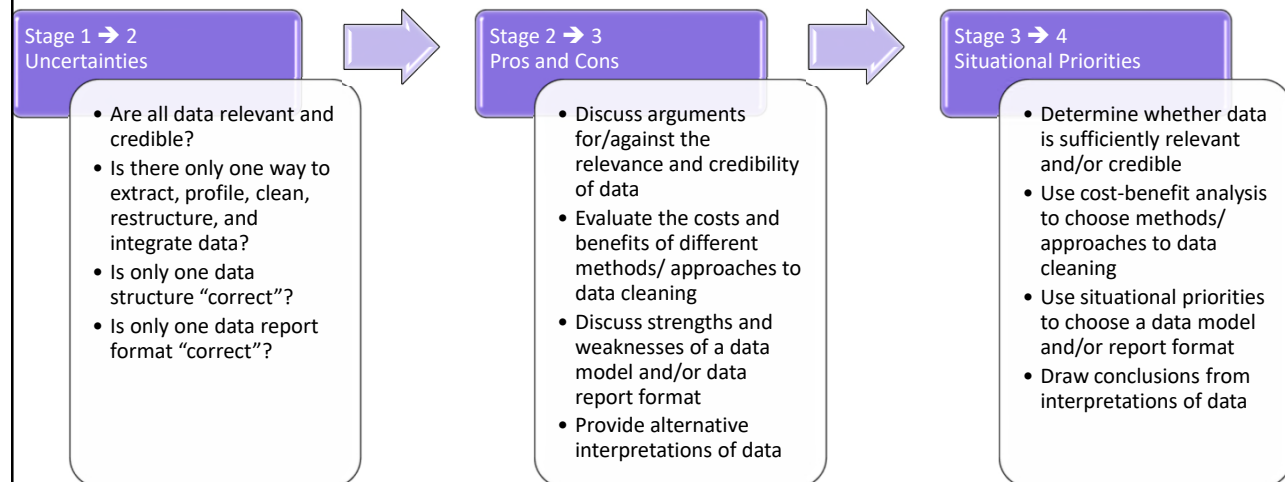 Stage 1 ➔ 2
Uncertainties
• Are all data relevant and
credible?
• Is there only one way to
extract, profile, clean,
restructure, and
integrate data?
• Is only one data
structure “correct”?
• Is only one data report
format “correct”?
Stage 2 ➔ 3
Pros and Cons
• Discuss arguments
for/against the
relevance and credibility
of data
• Evaluate the costs and
benefits of different
methods/ approaches to
data cleaning
• Discuss strengths and
weaknesses of a data
model and/or data
report format
• Provide alternative
interpretations of data
Stage 3 ➔ 4
Situational Priorities
• Determine whether data
is sufficiently relevant
and/or credible
• Use cost-benefit analysis
to choose methods/
approaches to data
cleaning
• Use situational priorities
to choose a data model
and/or report format
• Draw conclusions from
interpretations of data